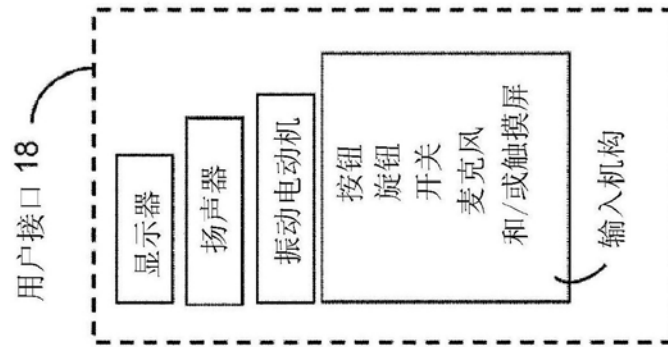 用户接口 18
显示器
扬声器
振动电动机
按钮
旋钮
开关
麦克风
和/或触摸屏
输入机构